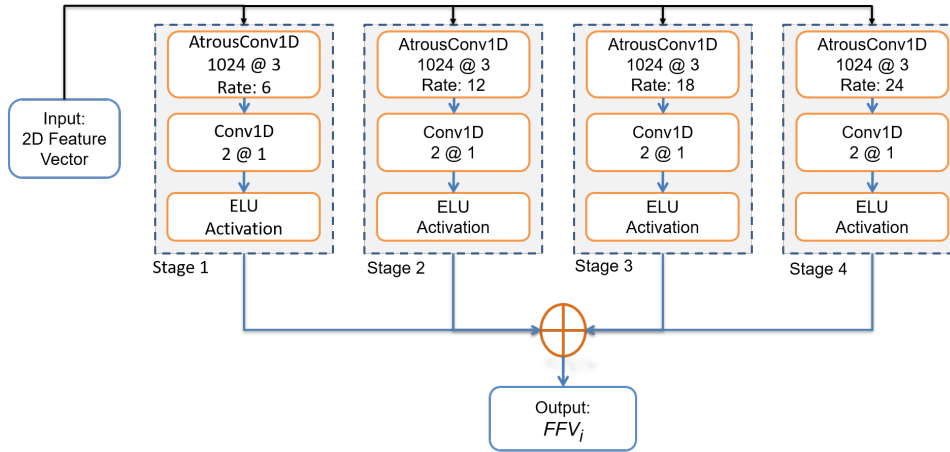 Input:
2D Feature
Vector
AtrousConv1D
1024 @ 3
Rate: 6
Conv1D
2 @ 1
ELU
Activation
Stage 1
AtrousConv1D
1024 @ 3
Rate: 12
Conv1D
2 @ 1
ELU
Activation
Stage 2
AtrousConv1D
1024 @ 3
Rate: 18
Conv1D
2 @ 1
ELU
Activation
Stage 3
AtrousConv1D
1024 @ 3
Rate: 24
Conv1D
2 @ 1
ELU
Activation
Stage 4
Output:
FFVi